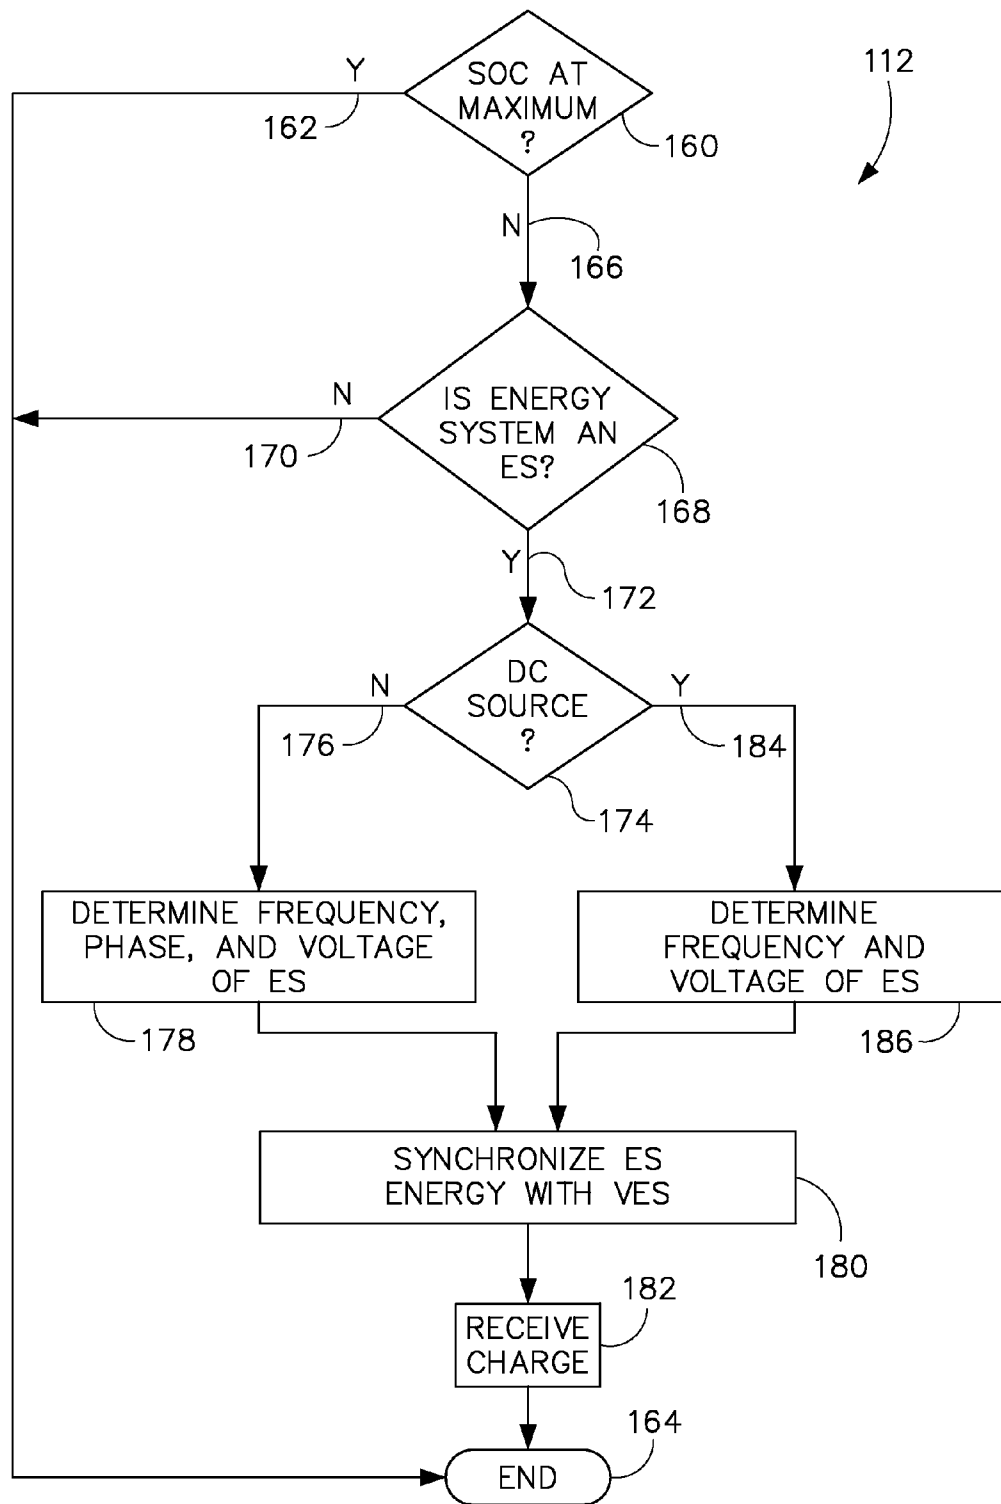 SOC AT
MAXIMUM
?
Y
162
160
112
N
166
IS ENERGY
SYSTEM AN
ES?
N
170
168
Y
172
DC
SOURCE
?
N
176
Y
184
174
DETERMINE FREQUENCY,
PHASE, AND VOLTAGE
OF ES
178
DETERMINE
FREQUENCY AND
VOLTAGE OF ES
186
SYNCHRONIZE ES
ENERGY WITH VES
180
182
RECEIVE
CHARGE
164
END